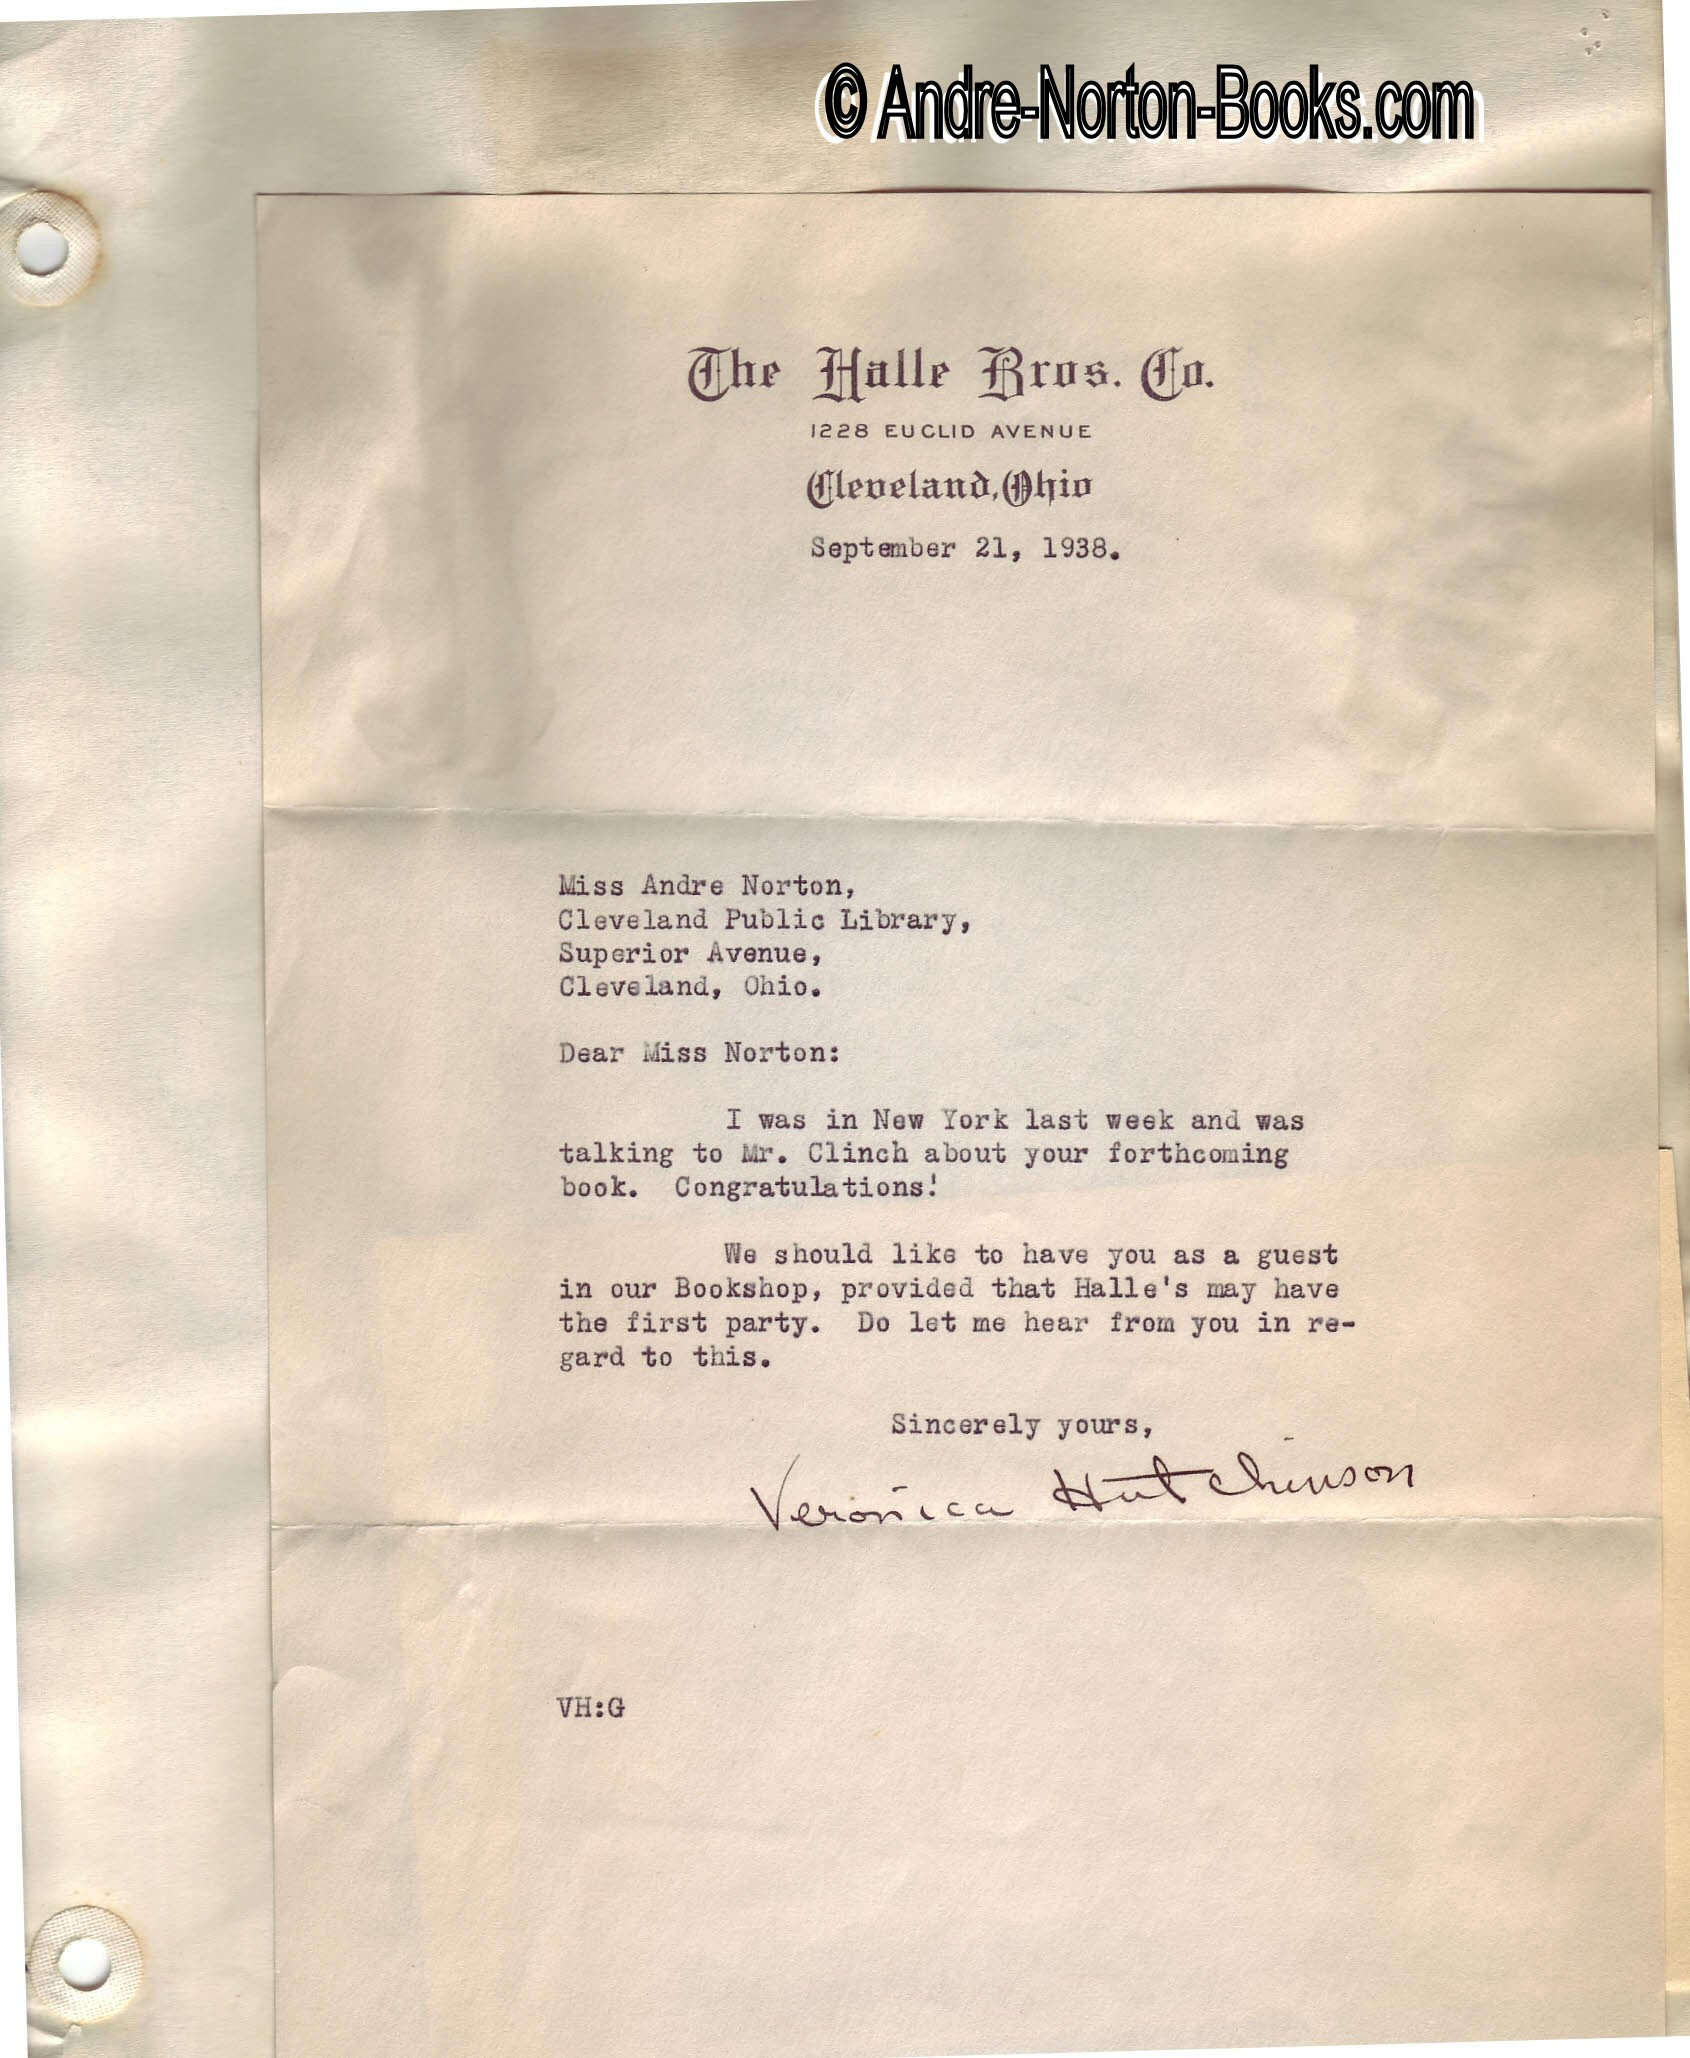 © Andre-Norton-Books.com
The Halle Bros. Co.
1228 EUCLID AVENUE
Cleveland, Ohio
September 21, 1938.
Miss Andre Norton,
Cleveland Public Library,
Superior Avenue,
Cleveland, Ohio.
Dear Miss Norton:
I was in New York last week and was
talking to Mr. Clinch about your forthcoming
book. Congratulations!
We should like to have you as a guest
in our Bookshop, provided that Halle's may have
the first party. Do let me hear from you in re-
gard to this.
Sincerely yours,
Veronica Hutchinson
VH:G